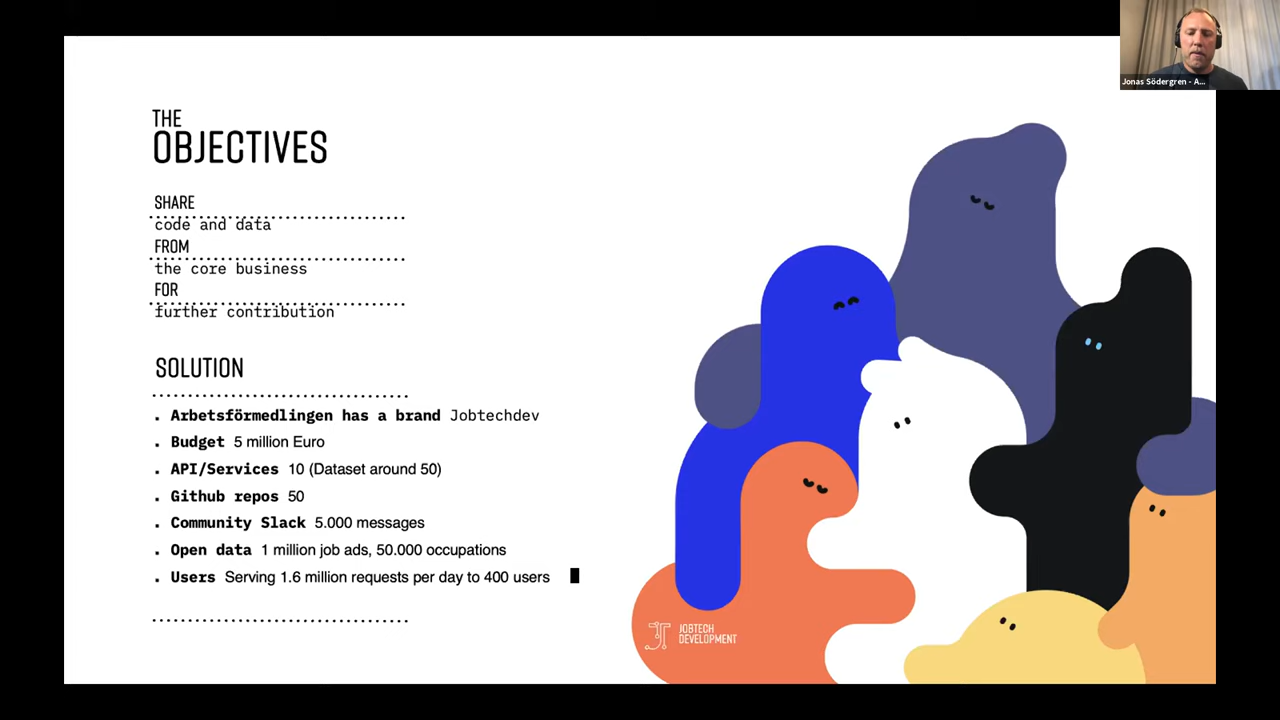 Jonas Södergren - A...
THE
OBJECTIVES
SHARE
code and data
FROM
the core business
FOR
further contribution
SOLUTION
. Arbetsförmedlingen has a brand Jobtechdev
. Budget 5 million Euro
. API/Services 10 (Dataset around 50)
. Github repos 50
. Community Slack 5.000 messages
. Open data 1 million job ads, 50.000 occupations
. Users Serving 1.6 million requests per day to 400 users
JT
JOBTECH
DEVELOPMENT